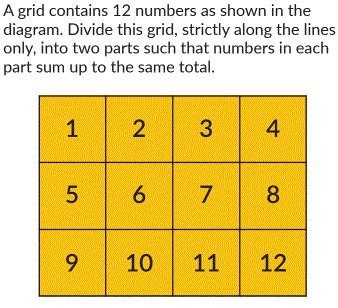 A grid contains 12 numbers as shown in the
diagram. Divide this grid, strictly along the lines
only, into two parts such that numbers in each
part sum up to the same total.
1 2 3 4
5 6 7 8
9 10 11 12